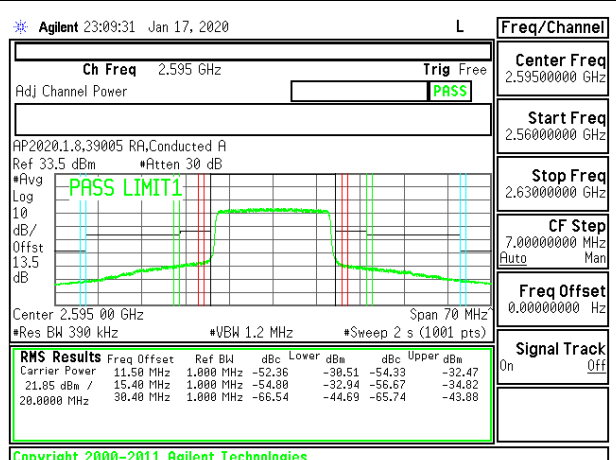 Agilent 23:09:31 Jan 17, 2020 L Freq/Channel
Ch Freq 2.595 GHz Trig Free
Adj Channel Power PASS
Center Freq
2.59500000 GHz
Start Freq
2.56000000 GHz
Stop Freq
2.63000000 GHz
CF Step
7.00000000 MHz
Auto Man
Freq Offset
0.00000000 Hz
Signal Track
On Off
AP2020.1.8,39005 RA,Conducted A
Ref 33.5 dBm #Atten 30 dB
#Avg
Log
10
dB/
Offst
13.5
dB
PASS LIMIT1
Center 2.595 00 GHz Span 70 MHz^
#Res BW 390 kHz #VBW 1.2 MHz #Sweep 2 s (1001 pts)
RMS Results Freq Offset Ref BW dBc Lower dBm dBc Upper dBm
Carrier Power 11.50 MHz 1.000 MHz -52.36 -30.51 -54.33 -32.47
21.85 dBm / 15.40 MHz 1.000 MHz -54.80 -32.94 -56.67 -34.82
20.0000 MHz 30.40 MHz 1.000 MHz -66.54 -44.69 -65.74 -43.88
Copyright 2000-2011 Agilent Technologies